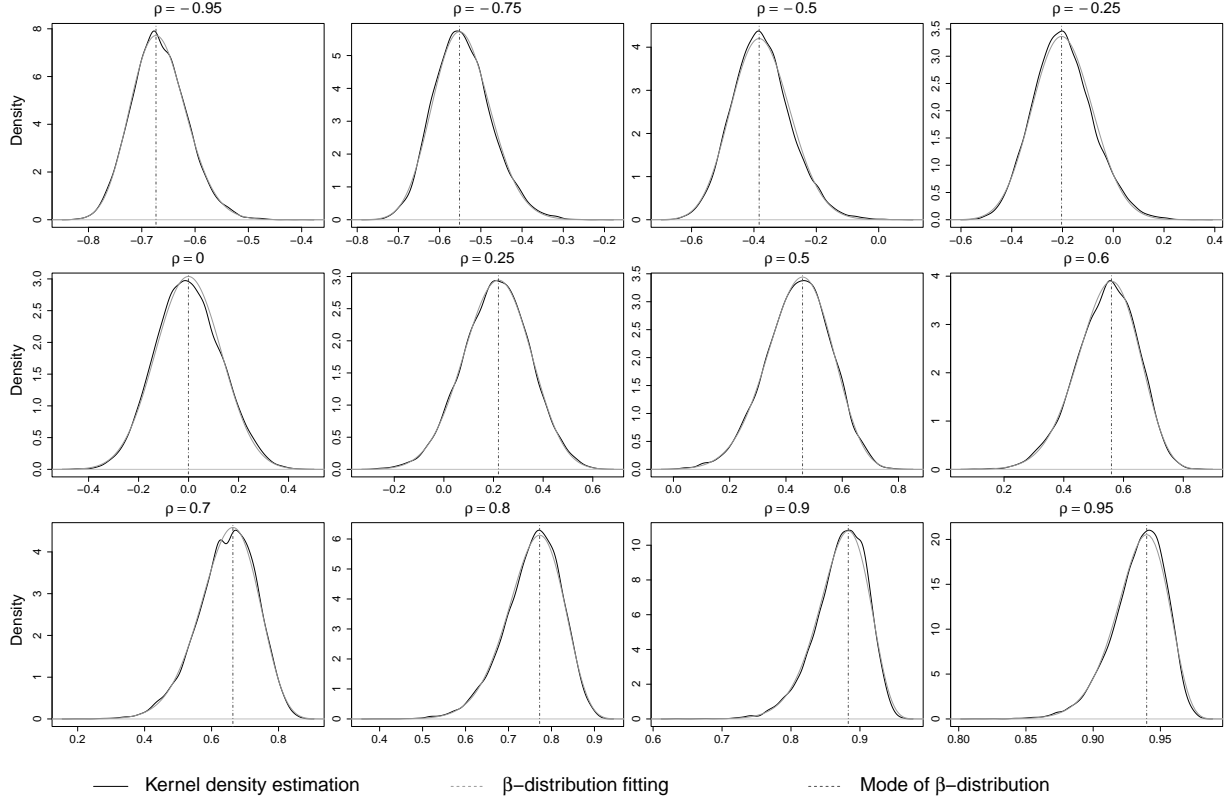 ρ = −0.95
ρ = −0.75
ρ = −0.5
ρ = −0.25
Density
0 2 4 6 8
−0.8 −0.7 −0.6 −0.5 −0.4
0 1 2 3 4 5
−0.8 −0.7 −0.6 −0.5 −0.4 −0.3 −0.2
0 1 2 3 4
−0.6 −0.4 −0.2 0.0
0.0 0.5 1.0 1.5 2.0 2.5 3.0 3.5
−0.6 −0.4 −0.2 0.0 0.2 0.4
ρ = 0
ρ = 0.25
ρ = 0.5
ρ = 0.6
Density
0.0 0.5 1.0 1.5 2.0 2.5 3.0
−0.4 −0.2 0.0 0.2 0.4
0.0 0.5 1.0 1.5 2.0 2.5 3.0
−0.2 0.0 0.2 0.4 0.6
0.0 0.5 1.0 1.5 2.0 2.5 3.0 3.5
0.0 0.2 0.4 0.6 0.8
0 1 2 3 4
0.2 0.4 0.6 0.8
ρ = 0.7
ρ = 0.8
ρ = 0.9
ρ = 0.95
Density
0 1 2 3 4
0.2 0.4 0.6 0.8
0 1 2 3 4 5 6
0.4 0.5 0.6 0.7 0.8 0.9
0 2 4 6 8 10
0.6 0.7 0.8 0.9
0 5 10 15 20
0.80 0.85 0.90 0.95
Kernel density estimation
β−distribution fitting
Mode of β−distribution